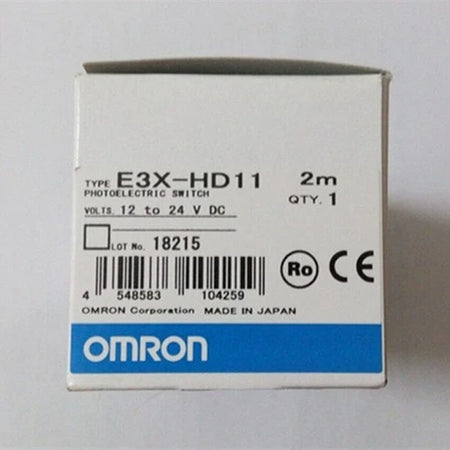 TYPE E3X-HD11 2m
PHOTOELECTRIC SWITCH
VOLTS. 12 to 24 V DC QTY. 1
LOT No. 18215
Ro CE
4 548583 104259
OMRON Corporation MADE IN JAPAN
OMRON